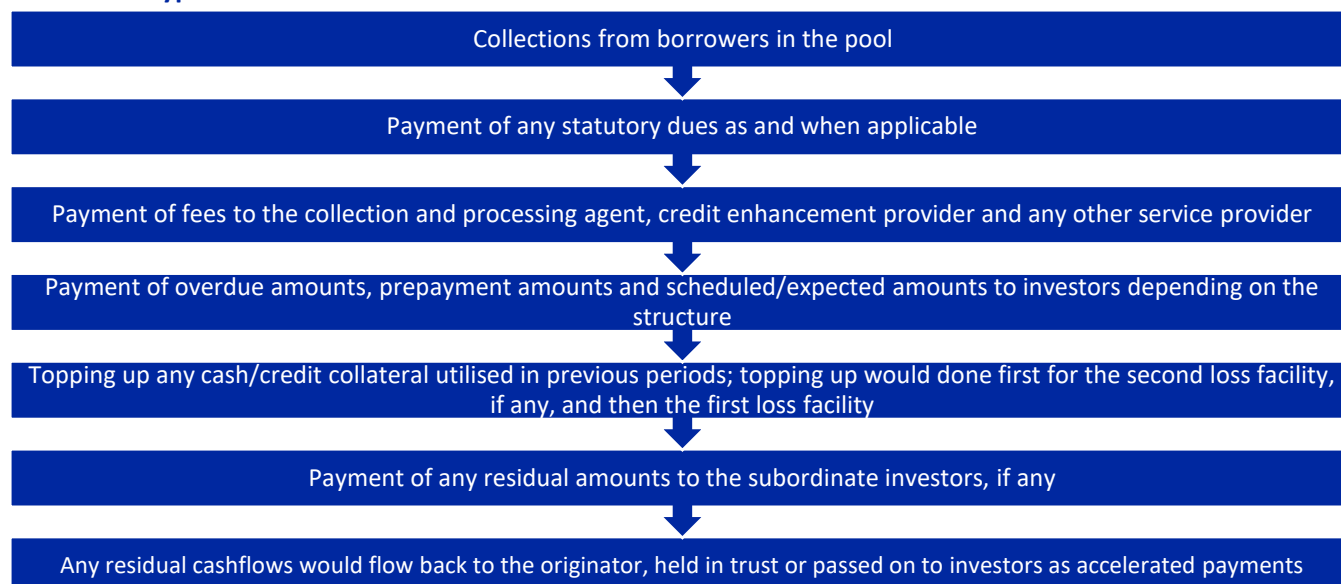 Collections from borrowers in the pool
Payment of any statutory dues as and when applicable
Payment of fees to the collection and processing agent, credit enhancement provider and any other service provider
Payment of overdue amounts, prepayment amounts and scheduled/expected amounts to investors depending on the
structure
Topping up any cash/credit collateral utilised in previous periods; topping up would done first for the second loss facility,
if any, and then the first loss facility
Payment of any residual amounts to the subordinate investors, if any
Any residual cashflows would flow back to the originator, held in trust or passed on to investors as accelerated payments